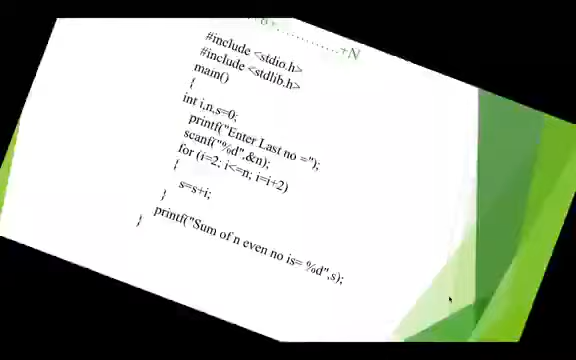 +6+.............+N
#include <stdio.h>
#include <stdlib.h>
main()
{
int i,n,s=0;
printf("Enter Last no =");
scanf("%d",&n);
for (i=2; i<=n; i=i+2)
{
s=s+i;
}
printf("Sum of n even no is= %d",s);
}